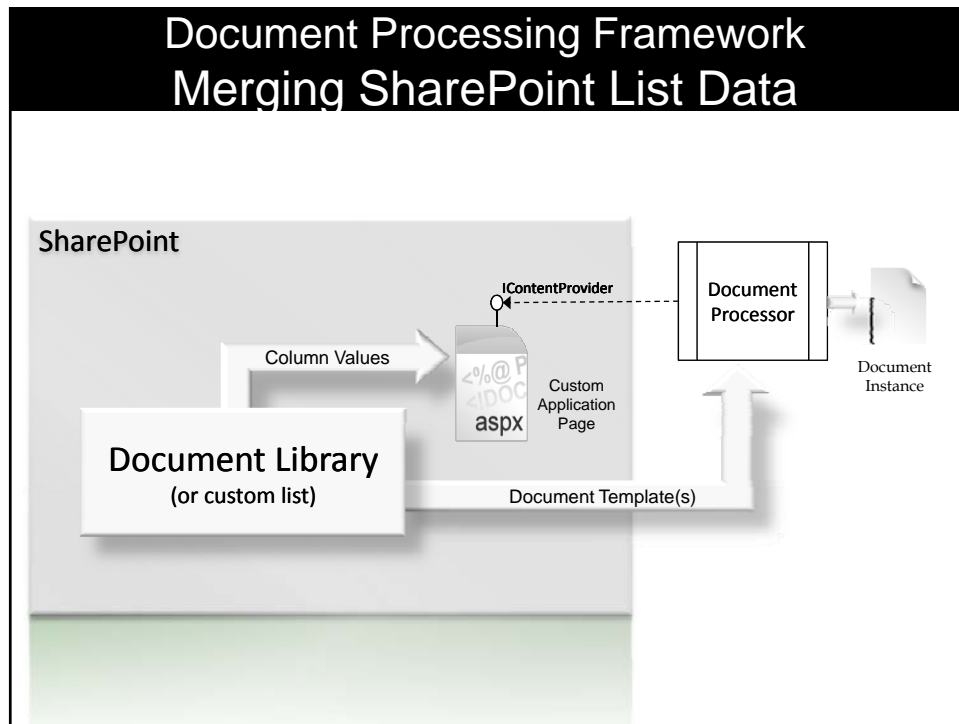 Document Processing Framework
Merging SharePoint List Data
SharePoint
IContentProvider
Document
Processor
Column Values
<%@ P
<!DOC
aspx
Custom
Application
Page
Document
Instance
Document Library
(or custom list)
Document Template(s)